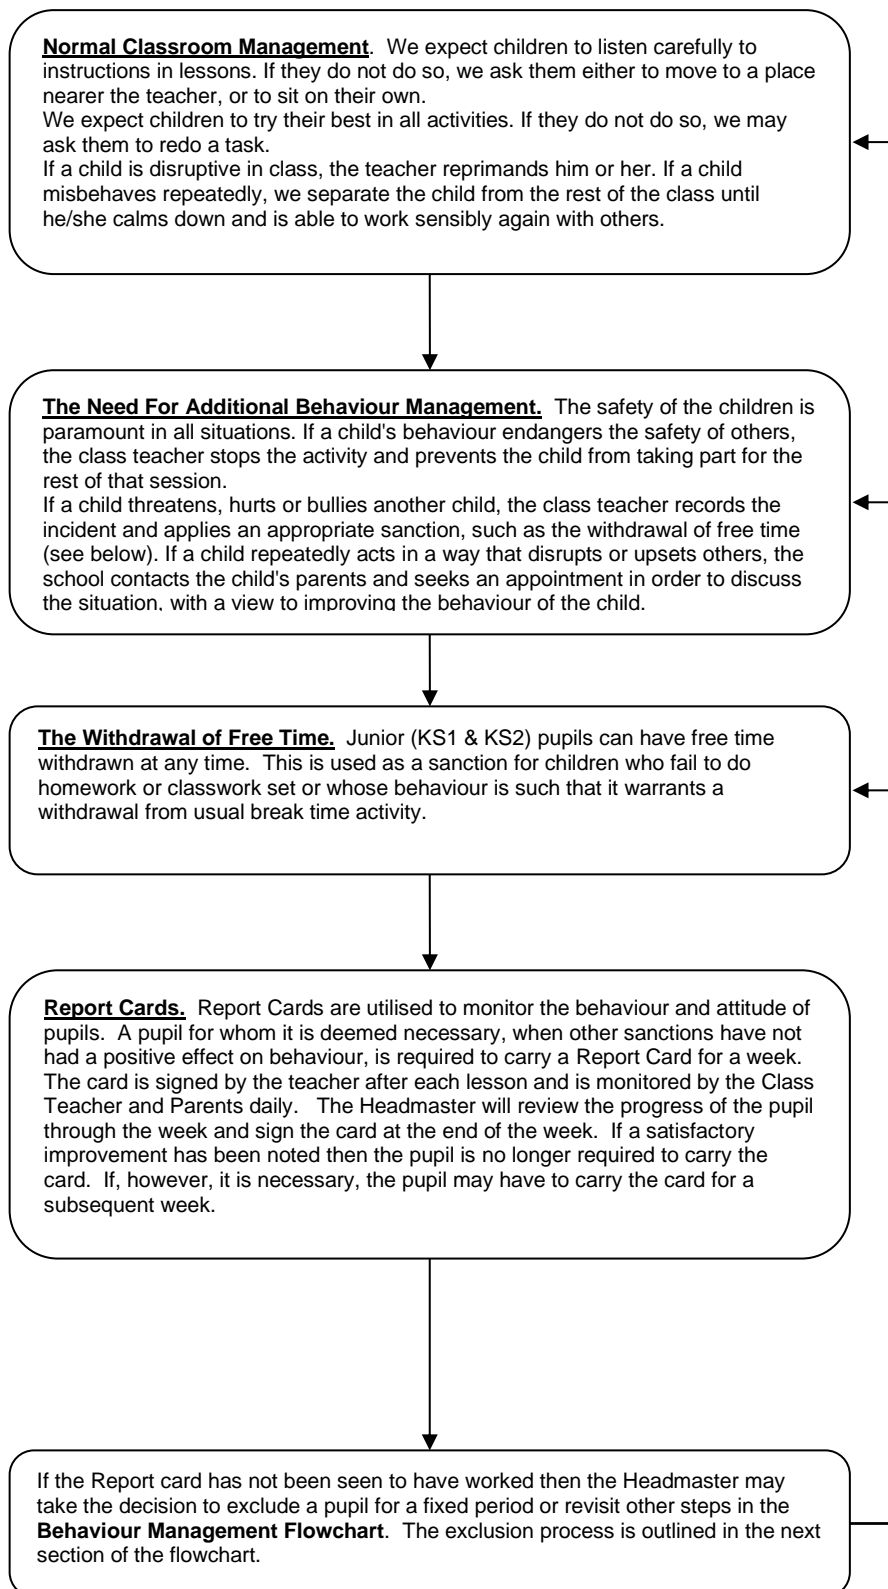 Normal Classroom Management.  We expect children to listen carefully to
instructions in lessons. If they do not do so, we ask them either to move to a place
nearer the teacher, or to sit on their own.
We expect children to try their best in all activities. If they do not do so, we may
ask them to redo a task.
If a child is disruptive in class, the teacher reprimands him or her. If a child
misbehaves repeatedly, we separate the child from the rest of the class until
he/she calms down and is able to work sensibly again with others.
The Need For Additional Behaviour Management.  The safety of the children is
paramount in all situations. If a child's behaviour endangers the safety of others,
the class teacher stops the activity and prevents the child from taking part for the
rest of that session.
If a child threatens, hurts or bullies another child, the class teacher records the
incident and applies an appropriate sanction, such as the withdrawal of free time
(see below). If a child repeatedly acts in a way that disrupts or upsets others, the
school contacts the child's parents and seeks an appointment in order to discuss
the situation, with a view to improving the behaviour of the child.
The Withdrawal of Free Time.  Junior (KS1 & KS2) pupils can have free time
withdrawn at any time.  This is used as a sanction for children who fail to do
homework or classwork set or whose behaviour is such that it warrants a
withdrawal from usual break time activity.
Report Cards.  Report Cards are utilised to monitor the behaviour and attitude of
pupils.  A pupil for whom it is deemed necessary, when other sanctions have not
had a positive effect on behaviour, is required to carry a Report Card for a week.
The card is signed by the teacher after each lesson and is monitored by the Class
Teacher and Parents daily.   The Headmaster will review the progress of the pupil
through the week and sign the card at the end of the week.  If a satisfactory
improvement has been noted then the pupil is no longer required to carry the
card.  If, however, it is necessary, the pupil may have to carry the card for a
subsequent week.
If the Report card has not been seen to have worked then the Headmaster may
take the decision to exclude a pupil for a fixed period or revisit other steps in the
Behaviour Management Flowchart.  The exclusion process is outlined in the next
section of the flowchart.